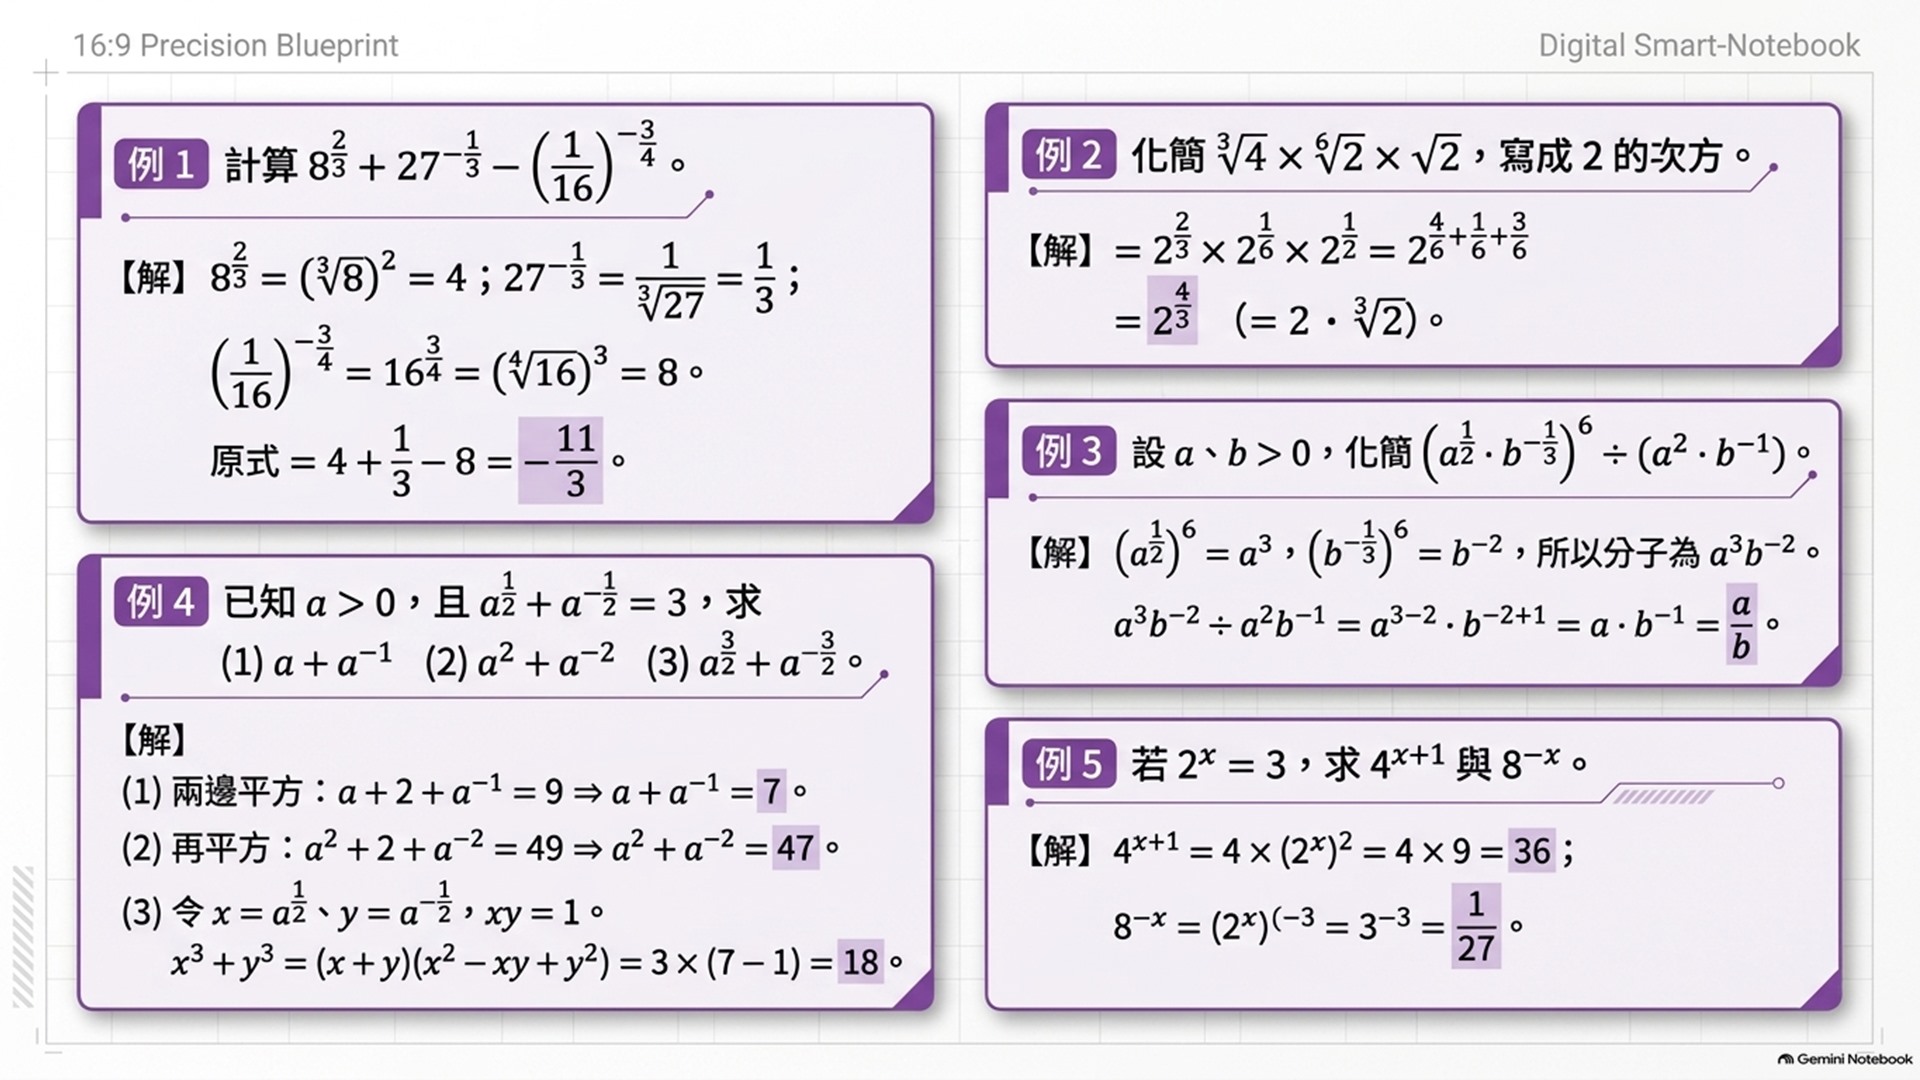 16:9 Precision Blueprint
Digital Smart-Notebook
例 1 計算 8^{2/3} + 27^{-1/3} − (1/16)^{-3/4}。
【解】8^{2/3} = (∛8)² = 4；27^{-1/3} = 1/∛27 = 1/3；
(1/16)^{-3/4} = 16^{3/4} = (∜16)³ = 8。
原式 = 4 + 1/3 − 8 = −11/3。
例 4 已知 a > 0，且 a^{1/2} + a^{-1/2} = 3，求
(1) a + a⁻¹ (2) a² + a⁻² (3) a^{3/2} + a^{-3/2}。
【解】
(1) 兩邊平方：a + 2 + a⁻¹ = 9 ⇒ a + a⁻¹ = 7。
(2) 再平方：a² + 2 + a⁻² = 49 ⇒ a² + a⁻² = 47。
(3) 令 x = a^{1/2}、y = a^{-1/2}，xy = 1。
x³ + y³ = (x + y)(x² − xy + y²) = 3 × (7 − 1) = 18。
例 2 化簡 ∛4 × ⁶√2 × √2，寫成 2 的次方。
【解】= 2^{2/3} × 2^{1/6} × 2^{1/2} = 2^{4/6+1/6+3/6}
= 2^{4/3} (= 2 · ∛2)。
例 3 設 a、b > 0，化簡 (a^{1/2} · b^{-1/3})⁶ ÷ (a² · b⁻¹)。
【解】(a^{1/2})⁶ = a³，(b^{-1/3})⁶ = b⁻²，所以分子為 a³b⁻²。
a³b⁻² ÷ a²b⁻¹ = a³⁻² · b⁻²⁺¹ = a · b⁻¹ = a/b。
例 5 若 2ˣ = 3，求 4ˣ⁺¹ 與 8⁻ˣ。
【解】4ˣ⁺¹ = 4 × (2ˣ)² = 4 × 9 = 36；
8⁻ˣ = (2ˣ)⁽⁻³ = 3⁻³ = 1/27。
Gemini Notebook